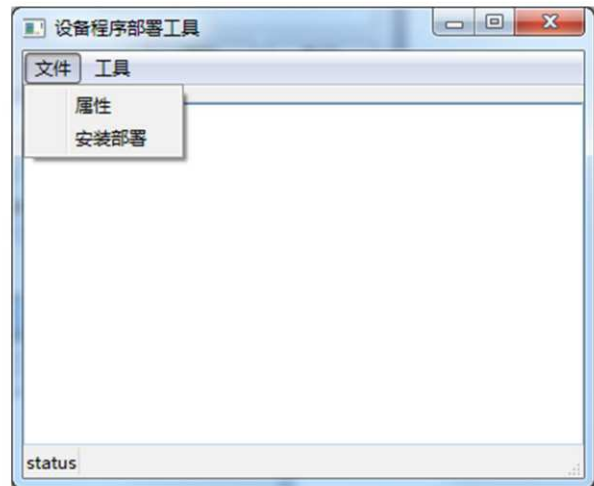 设备程序部署工具
文件 工具
属性
安装部署
status